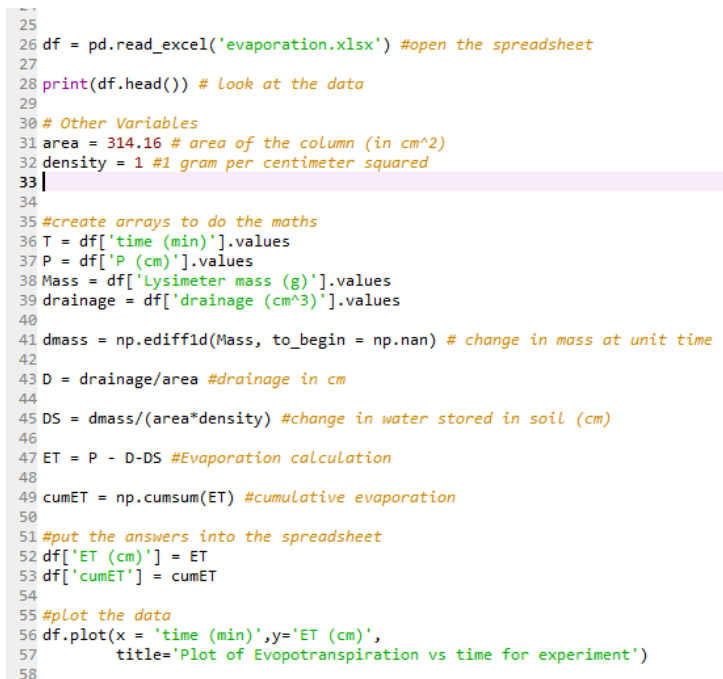 25
26 df = pd.read_excel('evaporation.xlsx') #open the spreadsheet
27
28 print(df.head()) # look at the data
29
30 # Other Variables
31 area = 314.16 # area of the column (in cm^2)
32 density = 1 #1 gram per centimeter squared
33
34
35 #create arrays to do the maths
36 T = df['time (min)'].values
37 P = df['P (cm)'].values
38 Mass = df['Lysimeter mass (g)'].values
39 drainage = df['drainage (cm^3)'].values
40
41 dmass = np.ediff1d(Mass, to_begin = np.nan) # change in mass at unit time
42
43 D = drainage/area #drainage in cm
44
45 DS = dmass/(area*density) #change in water stored in soil (cm)
46
47 ET = P - D-DS #Evaporation calculation
48
49 cumET = np.cumsum(ET) #cumulative evaporation
50
51 #put the answers into the spreadsheet
52 df['ET (cm)'] = ET
53 df['cumET'] = cumET
54
55 #plot the data
56 df.plot(x = 'time (min)',y='ET (cm)',
57         title='Plot of Evopotranspiration vs time for experiment')
58